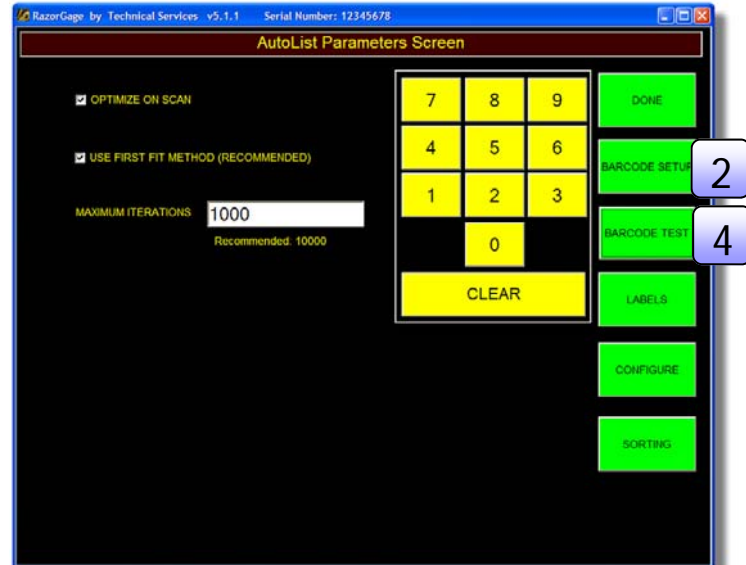 RazorGage by Technical Services v5.1.1 Serial Number: 12345678
AutoList Parameters Screen
OPTIMIZE ON SCAN
USE FIRST FIT METHOD (RECOMMENDED)
MAXIMUM ITERATIONS 1000
Recommended: 10000
7 8 9
4 5 6
1 2 3
0
CLEAR
DONE
BARCODE SETUP
2
BARCODE TEST
4
LABELS
CONFIGURE
SORTING